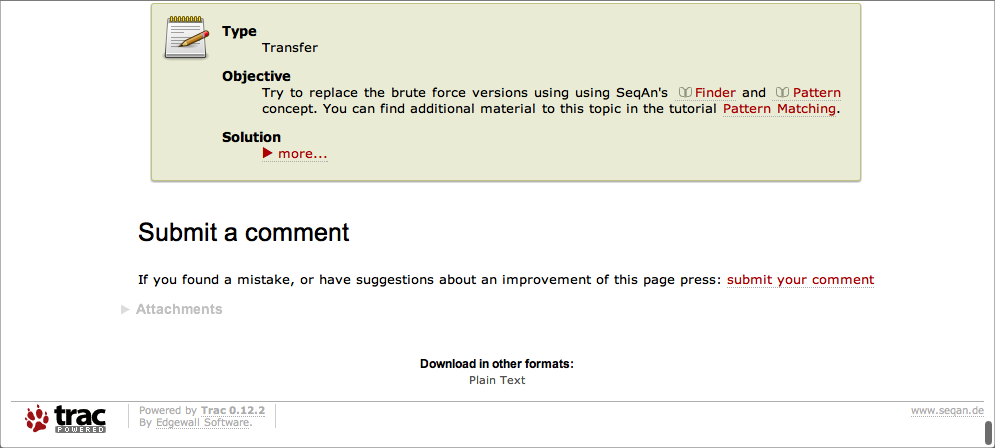 Type
Transfer
Objective
Try to replace the brute force versions using using SeqAn's Finder and Pattern
concept. You can find additional material to this topic in the tutorial Pattern Matching.
Solution
more...
Submit a comment
If you found a mistake, or have suggestions about an improvement of this page press: submit your comment
Attachments
Download in other formats:
Plain Text
trac
POWERED
Powered by Trac 0.12.2
By Edgewall Software.
www.seqan.de